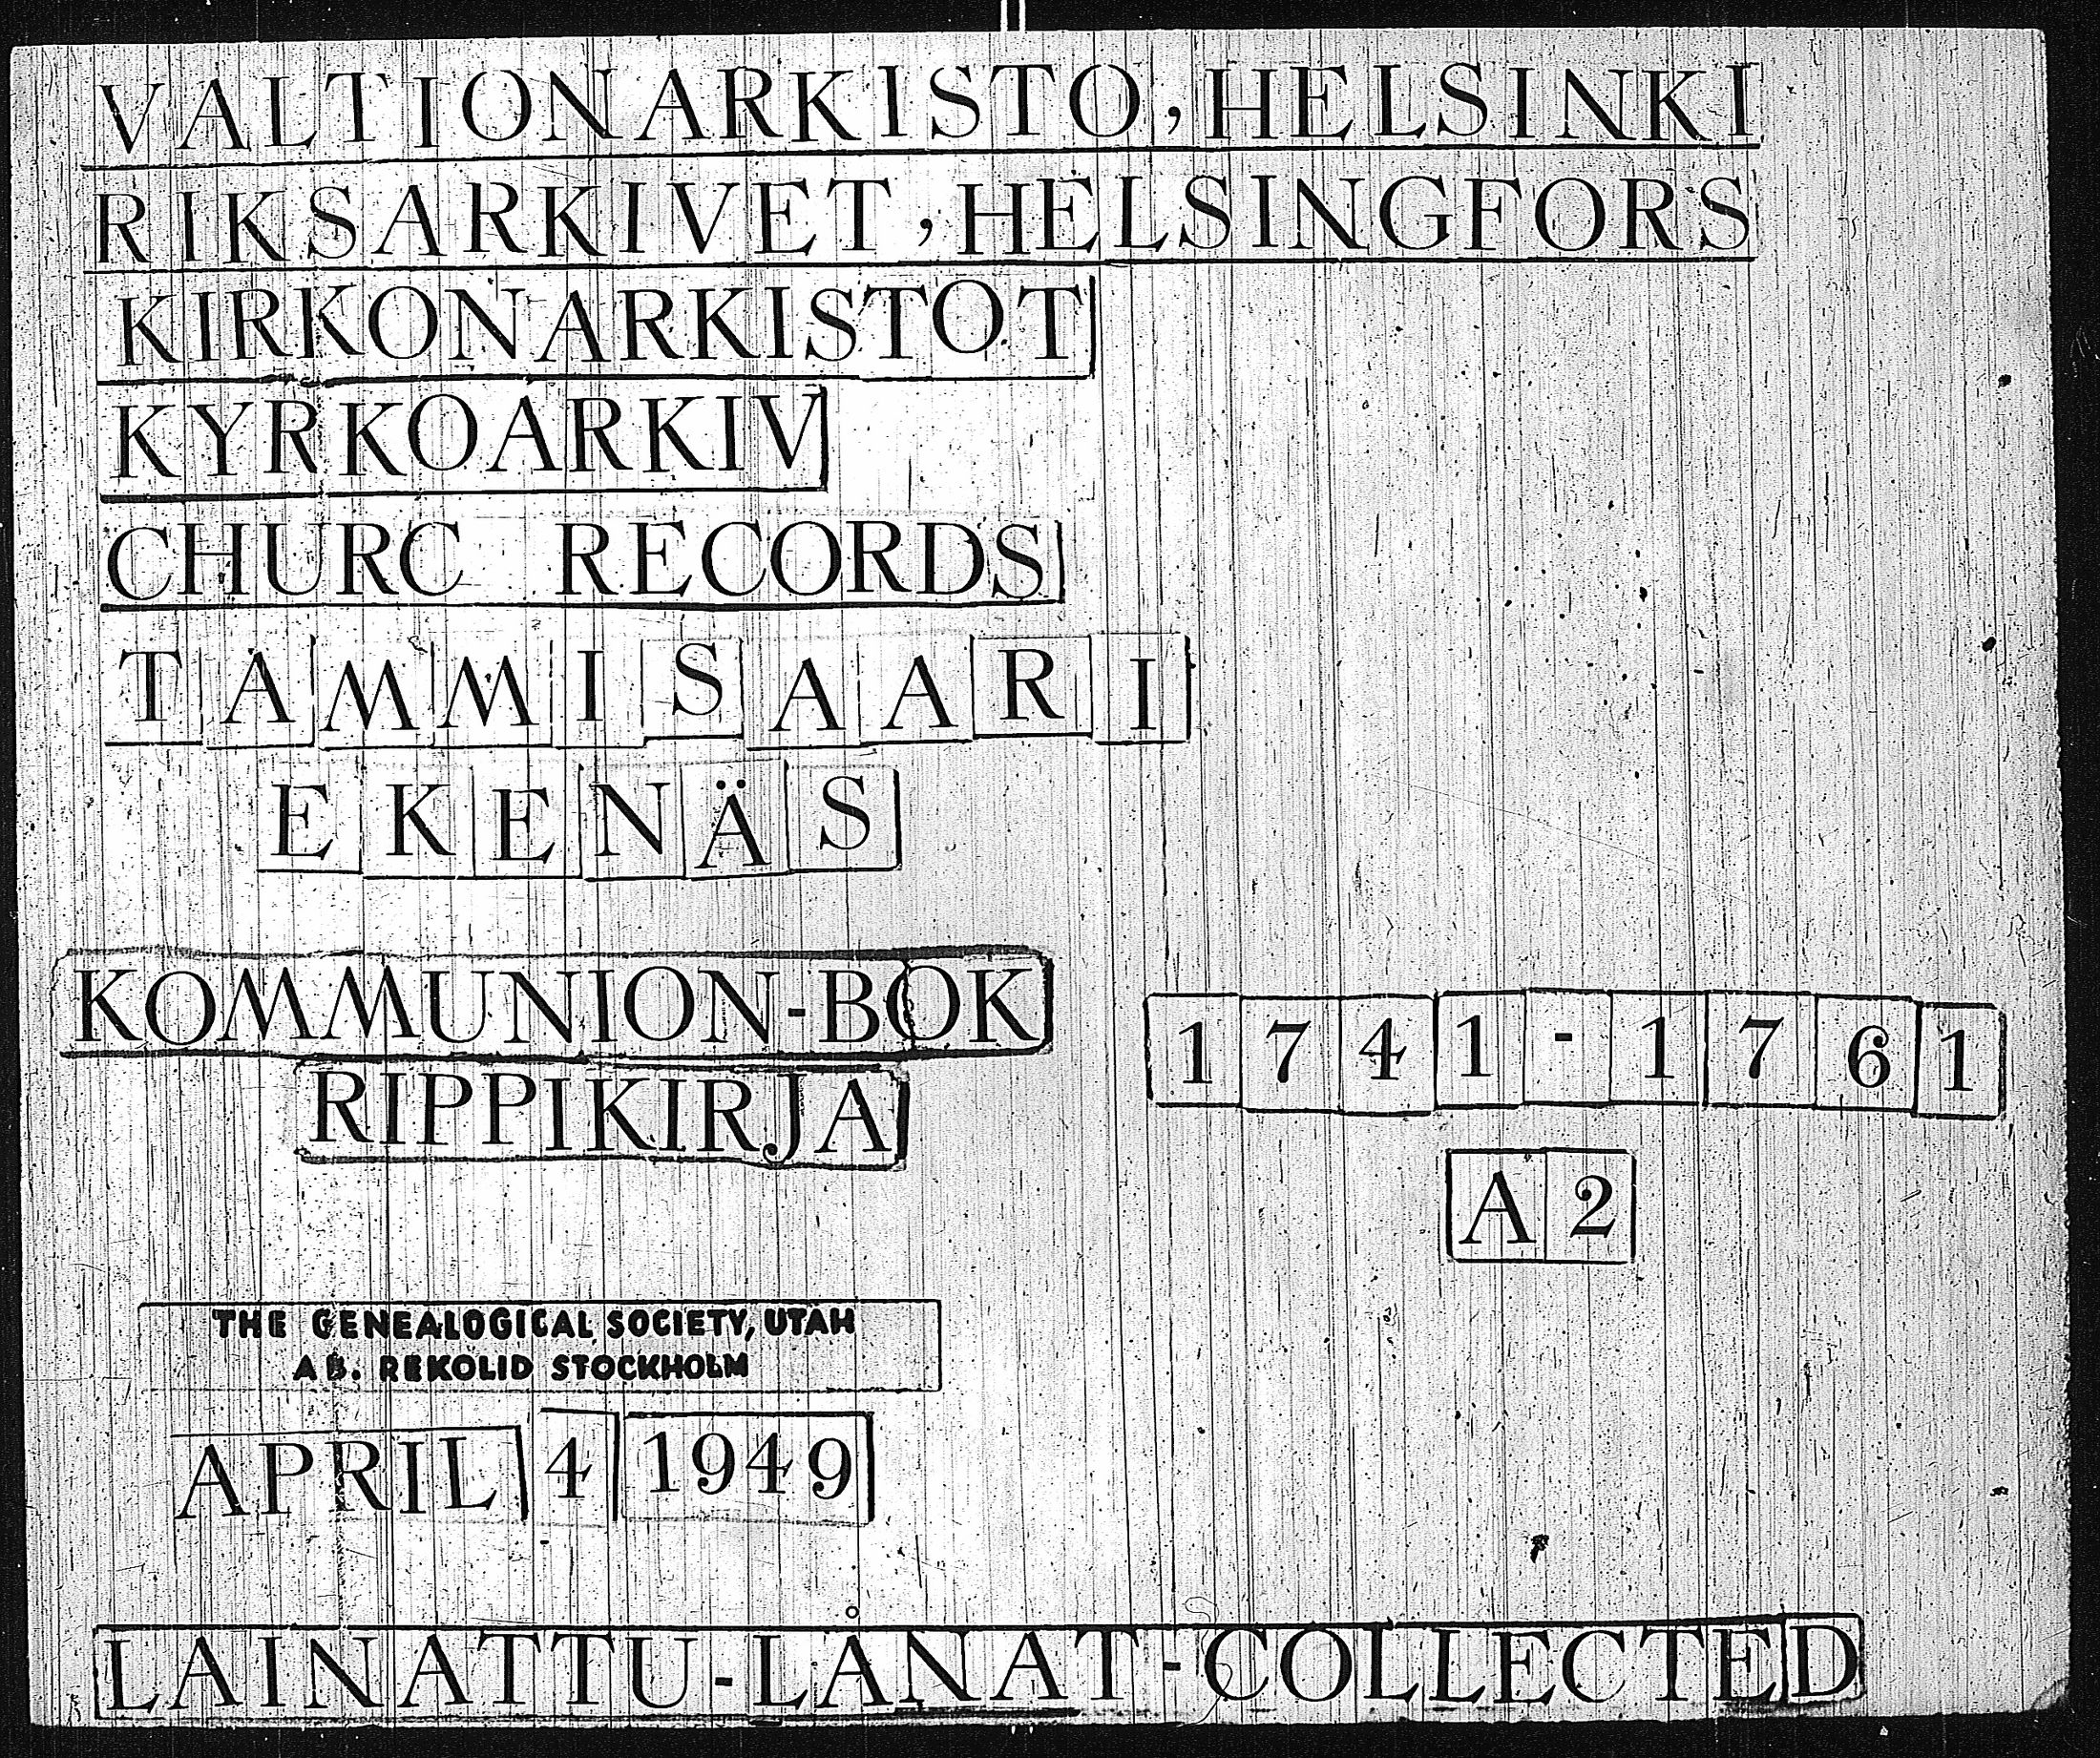 VALTIONARKISTO, HELSINKI
RIKSARKIVET, HELSINGFORS
KIRKONARKISTOT
KYRKOARKIV
CHURC RECORDS
TAMMISAARI
EKENÄS
KOMMUNION-BOK
RIPPIKIRJA
1741-1761
A2
THE GENEALOGICAL SOCIETY, UTAH
AB. REKOLID STOCKHOLM
APRIL 4 1949
LAINATTU-LÅNAT-COLLECTED